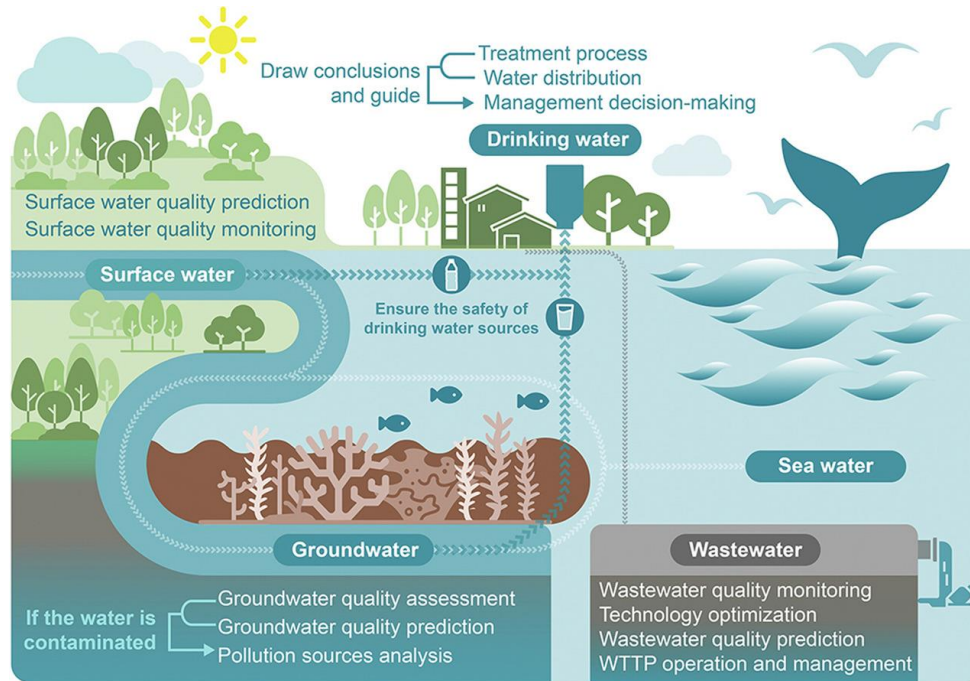 Draw conclusions
and guide
Treatment process
Water distribution
Management decision-making
Drinking water
Surface water quality prediction
Surface water quality monitoring
Surface water
Ensure the safety of
drinking water sources
Sea water
Groundwater
Wastewater
If the water is
contaminated
Groundwater quality assessment
Groundwater quality prediction
Pollution sources analysis
Wastewater quality monitoring
Technology optimization
Wastewater quality prediction
WTTP operation and management